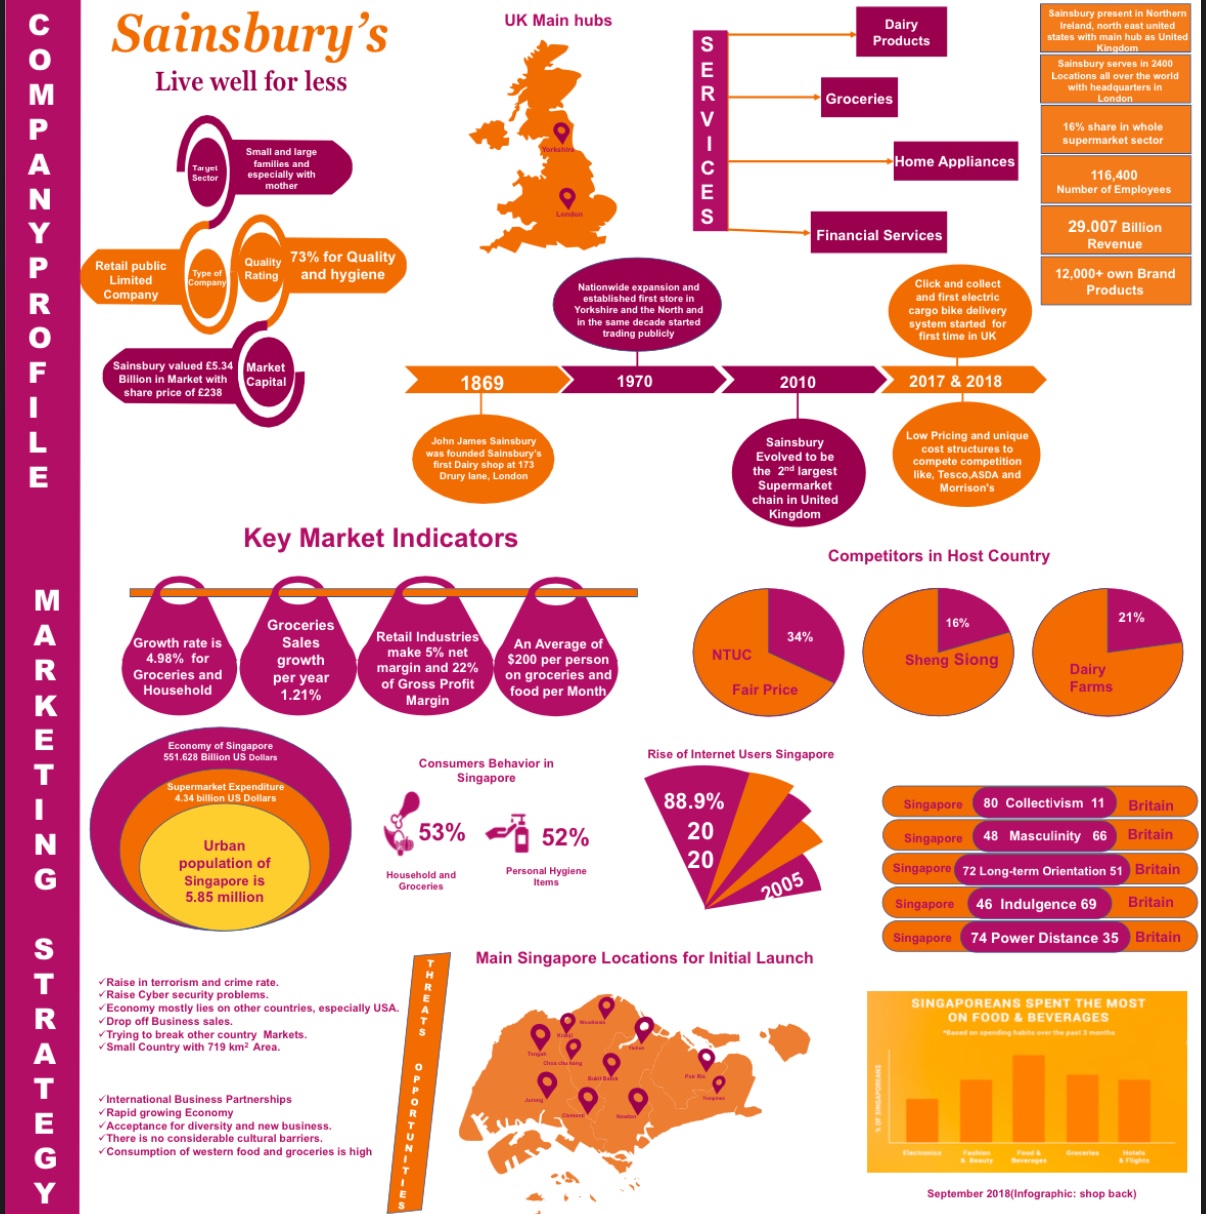 COMPANY PROFILE
Sainsbury's
Live well for less
Target
Sector
Small and large
families and
especially with
mother
Retail public
Limited
Company
Type of
Company
Quality
Rating
73% for Quality
and hygiene
Sainsbury valued £5.34
Billion in Market with
share price of £238
Market
Capital
UK Main hubs
Yorkshire
London
SERVICES
Dairy
Products
Groceries
Home Appliances
Financial Services
Sainsbury present in Northern
Ireland, north east united
states with main hub as United
Kingdom
Sainsbury serves in 2400
Locations all over the world
with headquarters in
London
16% share in whole
supermarket sector
116,400
Number of Employees
29.007 Billion
Revenue
12,000+ own Brand
Products
Nationwide expansion and
established first store in
Yorkshire and the North and
in the same decade started
trading publicly
Click and collect
and first electric
cargo bike delivery
system started for
first time in UK
1869
1970
2010
2017 & 2018
John James Sainsbury
was founded Sainsbury's
first Dairy shop at 173
Drury lane, London
Sainsbury
Evolved to be
the 2nd largest
Supermarket
chain in United
Kingdom
Low Pricing and unique
cost structures to
compete competition
like, Tesco,ASDA and
Morrison's
MARKETING STRATEGY
Key Market Indicators
Growth rate is
4.98% for
Groceries and
Household
Groceries
Sales
growth
per year
1.21%
Retail Industries
make 5% net
margin and 22%
of Gross Profit
Margin
An Average of
$200 per person
on groceries and
food per Month
Competitors in Host Country
34%
NTUC
Fair Price
16%
Sheng Siong
21%
Dairy
Farms
Economy of Singapore
551.628 Billion US Dollars
Supermarket Expenditure
4.34 billion US Dollars
Urban
population of
Singapore is
5.85 million
Consumers Behavior in
Singapore
53%
Household and
Groceries
52%
Personal Hygiene
Items
Rise of Internet Users Singapore
88.9%
20
20
2005
Singapore 80 Collectivism 11 Britain
Singapore 48 Masculinity 66 Britain
Singapore 72 Long-term Orientation 51 Britain
Singapore 46 Indulgence 69 Britain
Singapore 74 Power Distance 35 Britain
✓Raise in terrorism and crime rate.
✓Raise Cyber security problems.
✓Economy mostly lies on other countries, especially USA.
✓Drop off Business sales.
✓Trying to break other country Markets.
✓Small Country with 719 km² Area.
THREATS OPPORTUNITIES
✓International Business Partnerships
✓Rapid growing Economy
✓Acceptance for diversity and new business.
✓There is no considerable cultural barriers.
✓Consumption of western food and groceries is high
Main Singapore Locations for Initial Launch
Woodlands
Kranji
Yishun
Tengah
Choa chu kang
Bukit Batok
Pasir Ris
Tampines
Jurong
Clementi
Newton
SINGAPOREANS SPENT THE MOST
ON FOOD & BEVERAGES
*Based on spending habits over the past 3 months
% OF SINGAPOREANS
Electronics
Fashion
& Beauty
Food &
Beverages
Groceries
Hotels
& Flights
September 2018(Infographic: shop back)